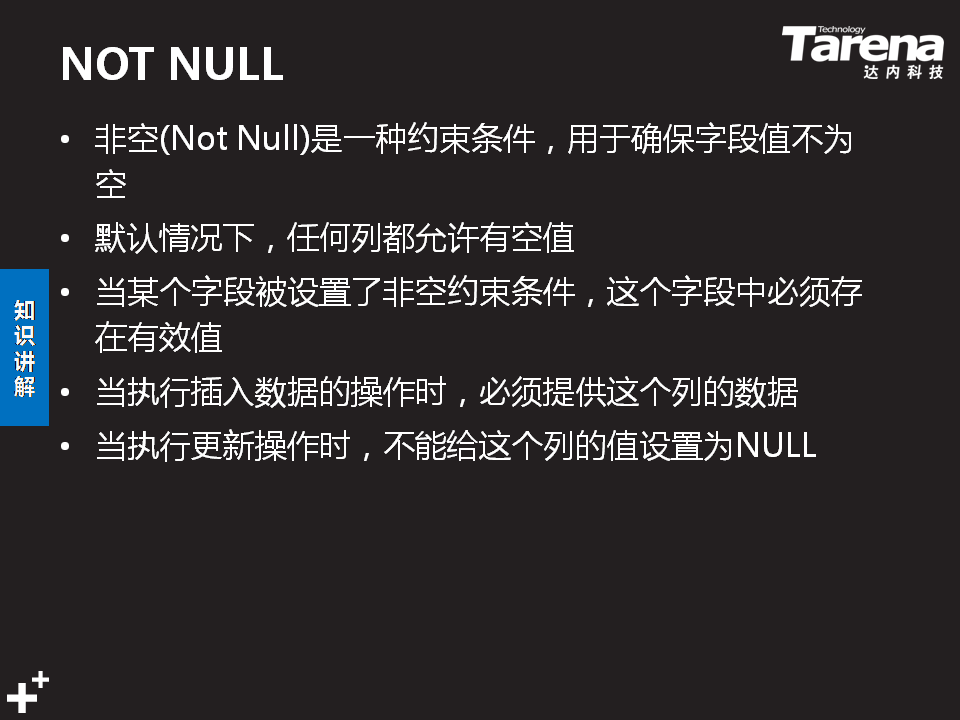 NOT NULL
Technology
Tarena
达内科技
• 非空(Not Null)是一种约束条件，用于确保字段值不为
空
• 默认情况下，任何列都允许有空值
• 当某个字段被设置了非空约束条件，这个字段中必须存
在有效值
• 当执行插入数据的操作时，必须提供这个列的数据
• 当执行更新操作时，不能给这个列的值设置为NULL
知
识
讲
解